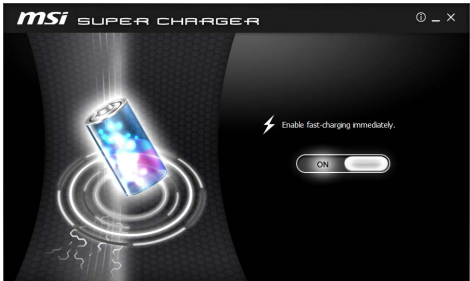 msi SUPER CHARGER
Enable fast-charging immediately.
ON